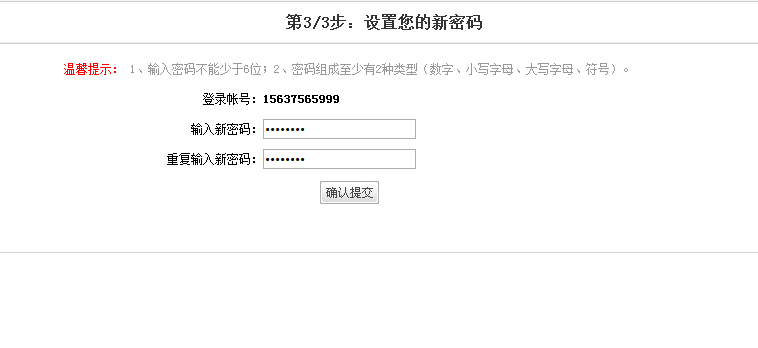 第3/3步：设置您的新密码
温馨提示： 1、输入密码不能少于6位；2、密码组成至少有2种类型（数字、小写字母、大写字母、符号）。
登录帐号：15637565999
输入新密码：••••••••
重复输入新密码：••••••••
确认提交